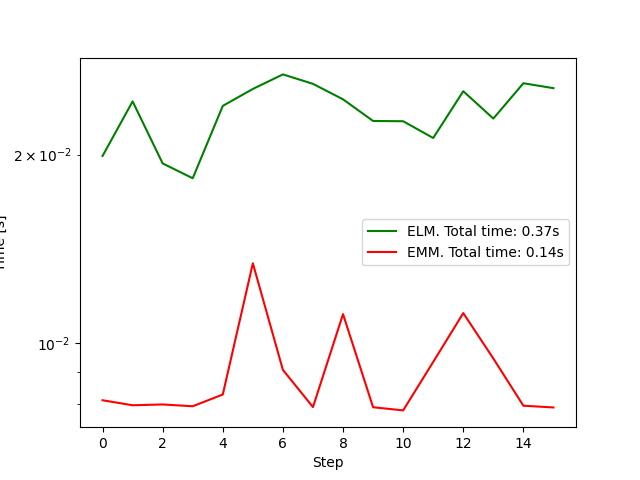 2 × 10⁻²
10⁻²
Time [s]
ELM. Total time: 0.37s
EMM. Total time: 0.14s
0 2 4 6 8 10 12 14
Step